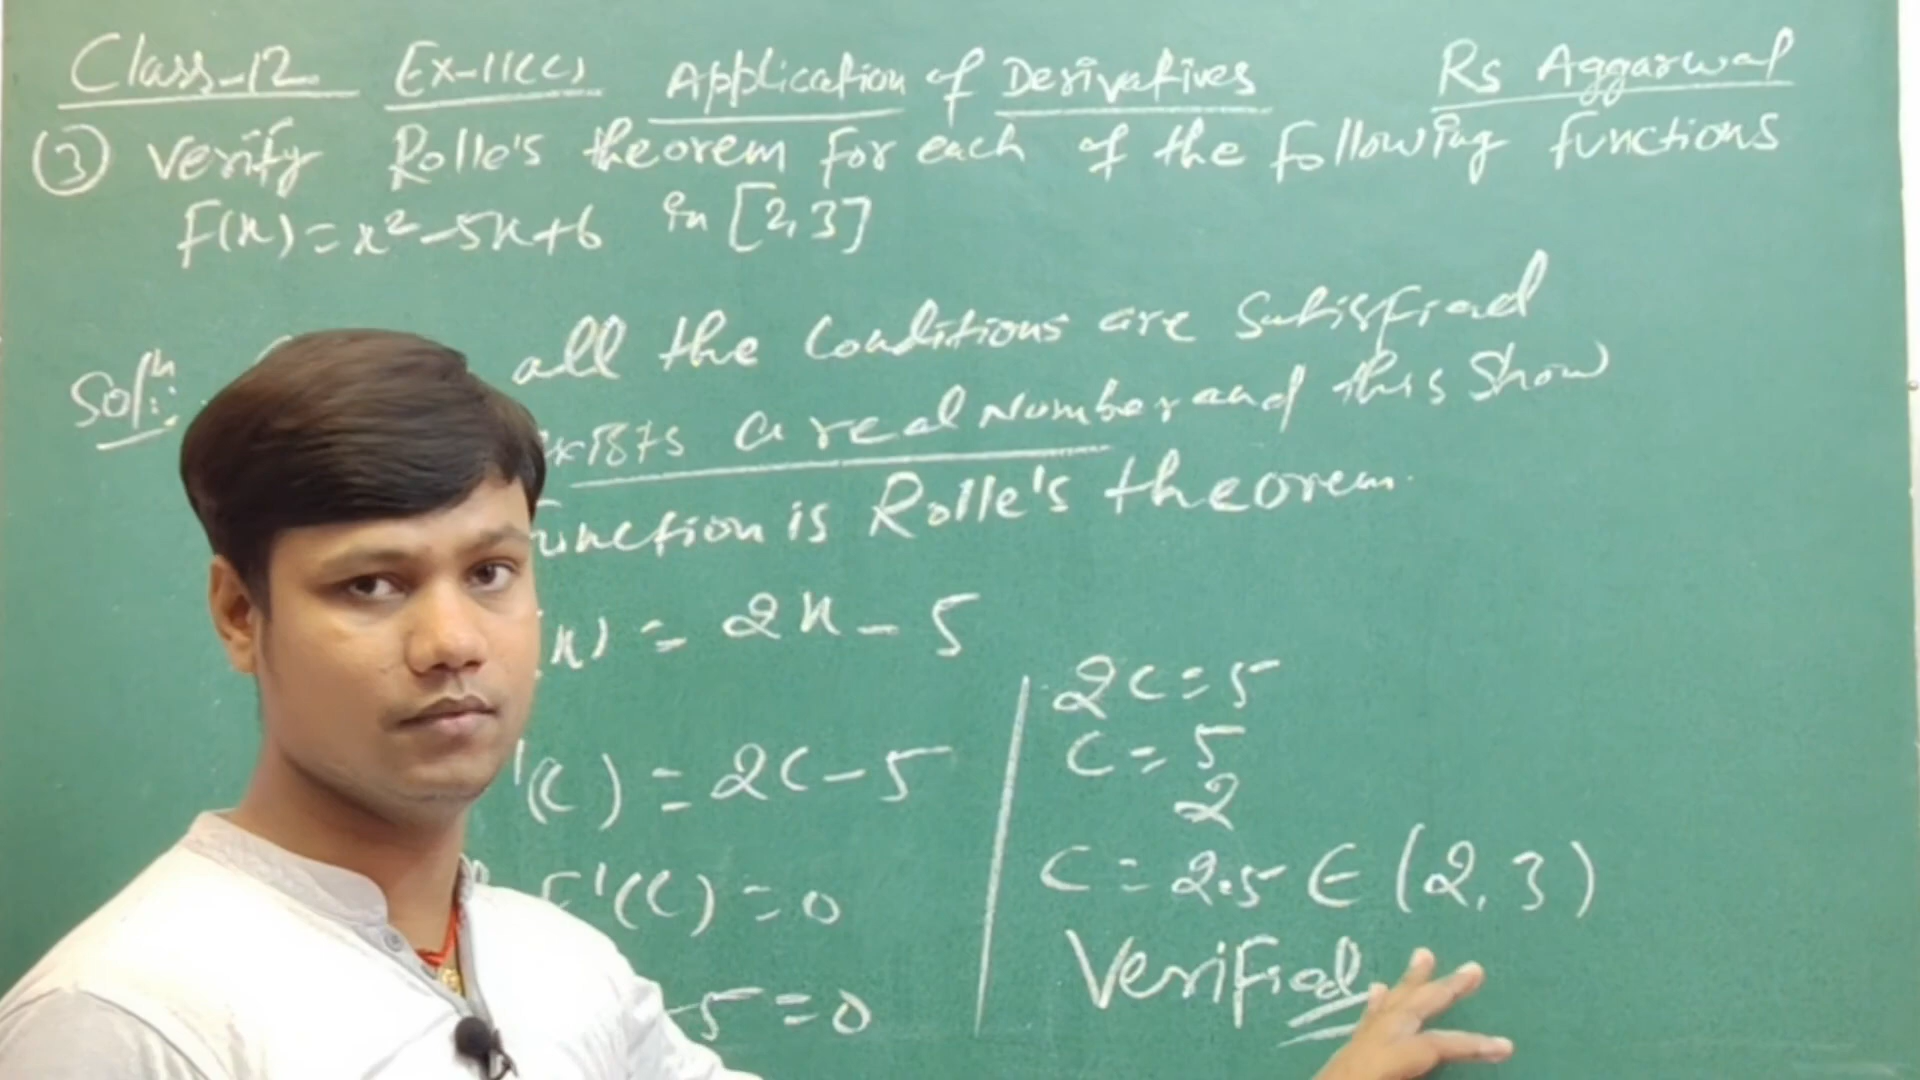 Class-12 Ex-11(C) Application of Derivatives Rs Aggarwal
③ Verify Rolle's theorem for each of the following functions
F(x)=x²-5x+6 in [2,3]
Solⁿ: all the Conditions are Satisfied
a real Number and this Show
function is Rolle's theorem.
= 2x-5
'(C) = 2C-5
F'(C)=0
-5=0
2C=5
C=5/2
C=2.5∈(2,3)
Verified